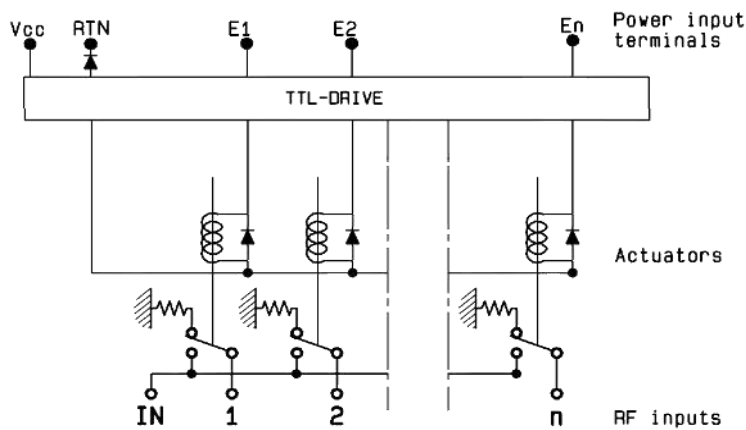 Vcc RTN E1 E2 En Power input
terminals
TTL-DRIVE
Actuators
IN 1 2 n RF inputs